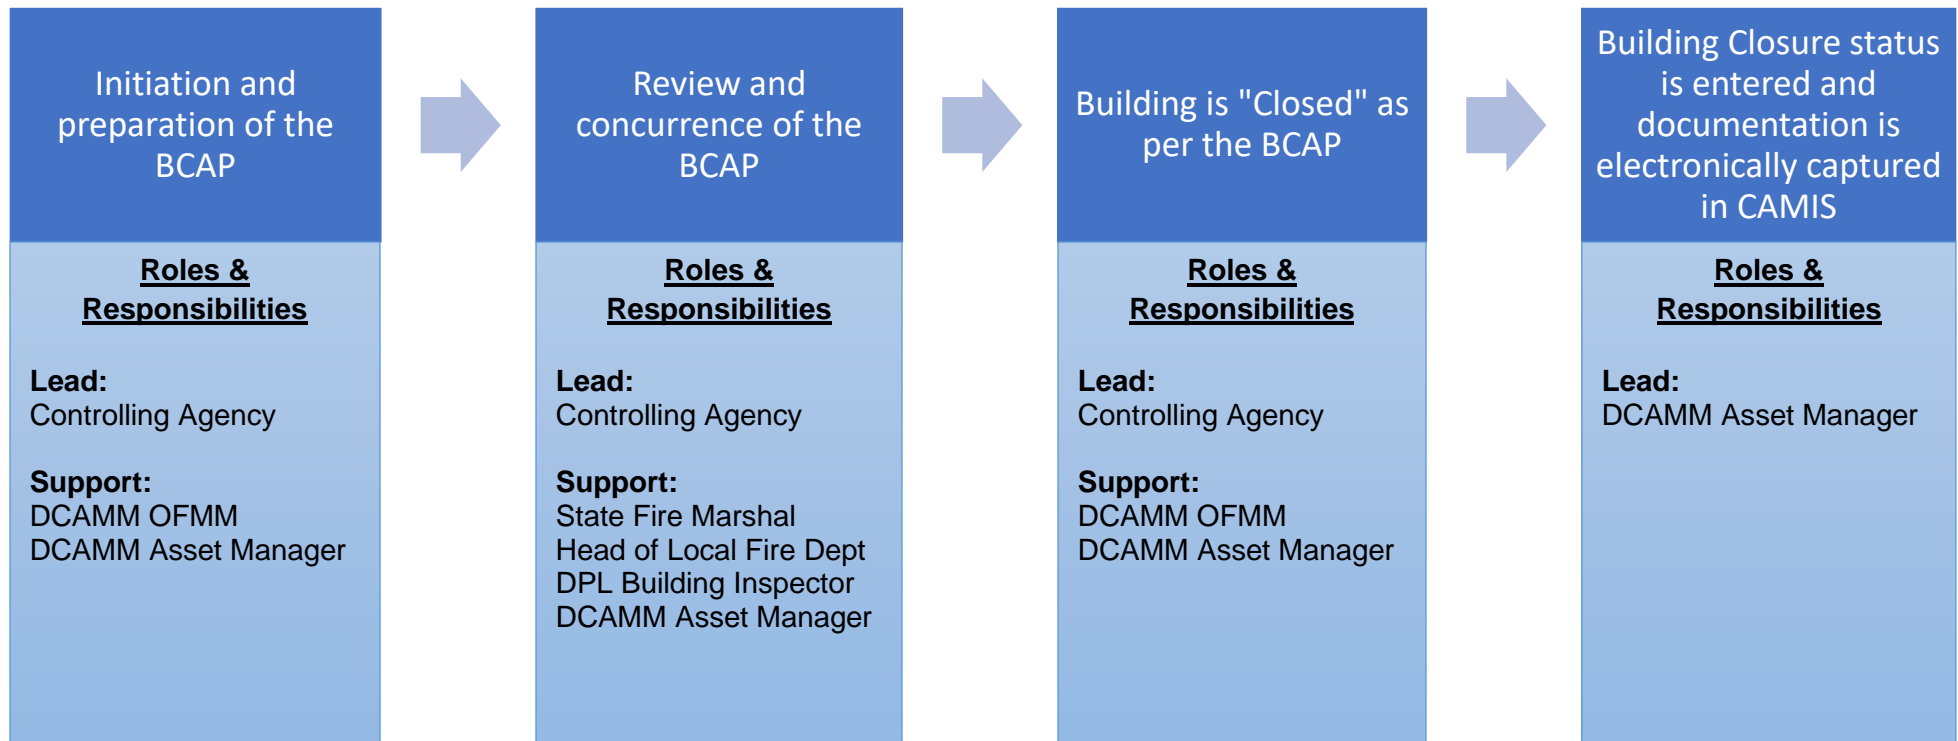 Initiation and
preparation of the
BCAP
Roles &
Responsibilities
Lead:
Controlling Agency
Support:
DCAMM OFMM
DCAMM Asset Manager
Review and
concurrence of the
BCAP
Roles &
Responsibilities
Lead:
Controlling Agency
Support:
State Fire Marshal
Head of Local Fire Dept
DPL Building Inspector
DCAMM Asset Manager
Building is "Closed" as
per the BCAP
Roles &
Responsibilities
Lead:
Controlling Agency
Support:
DCAMM OFMM
DCAMM Asset Manager
Building Closure status
is entered and
documentation is
electronically captured
in CAMIS
Roles &
Responsibilities
Lead:
DCAMM Asset Manager